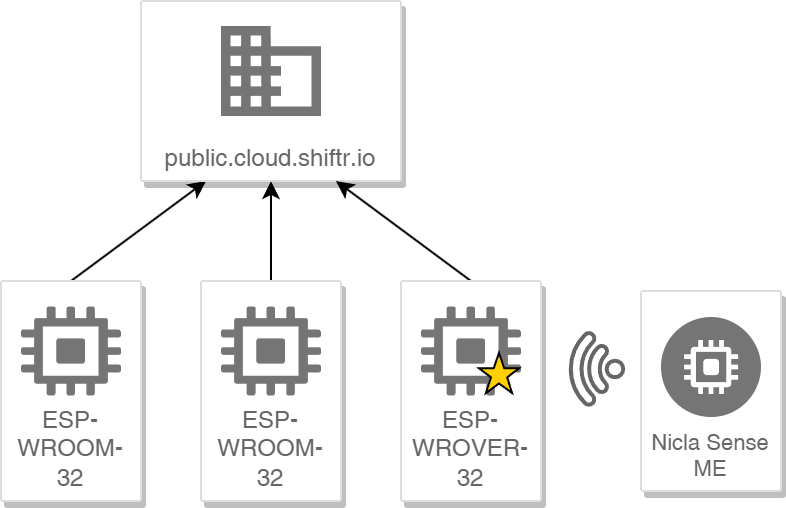 public.cloud.shiftr.io
ESP-
WROOM-
32
ESP-
WROOM-
32
ESP-
WROVER-
32
Nicla Sense
ME